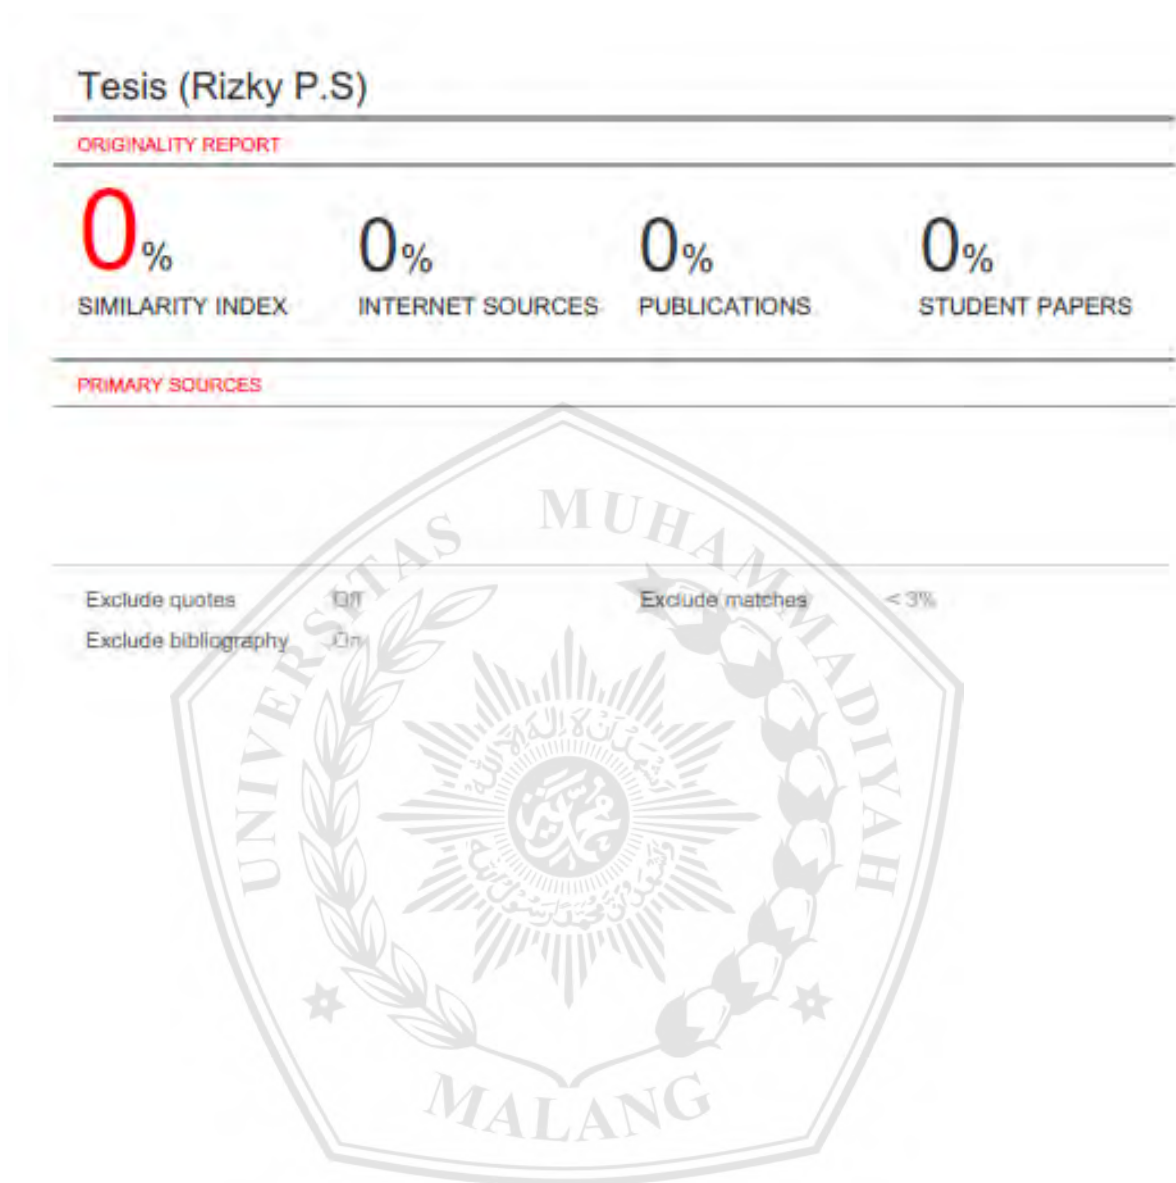 Tesis (Rizky P.S)
ORIGINALITY REPORT
0% 0% 0% 0%
SIMILARITY INDEX INTERNET SOURCES PUBLICATIONS STUDENT PAPERS
PRIMARY SOURCES
Exclude quotes Off Exclude matches < 3%
Exclude bibliography On
UNIVERSITAS MUHAMMADIYAH
MALANG